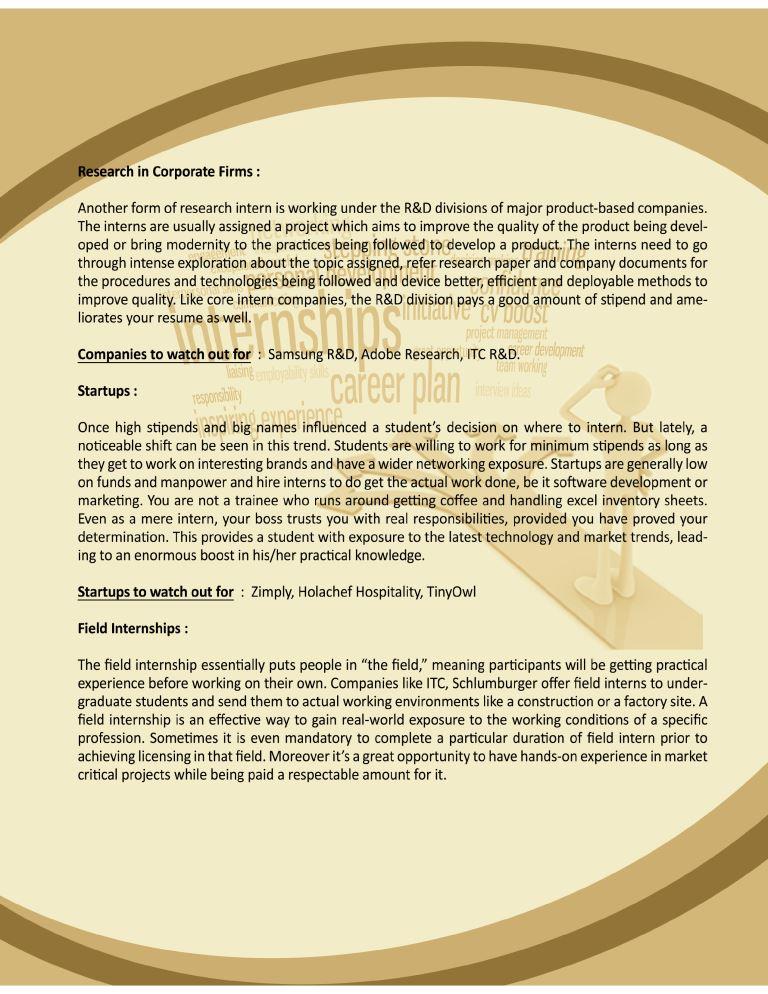 Research in Corporate Firms :
Another form of research intern is working under the R&D divisions of major product-based companies.
The interns are usually assigned a project which aims to improve the quality of the product being devel-
oped or bring modernity to the practices being followed to develop a product. The interns need to go
through intense exploration about the topic assigned, refer research paper and company documents for
the procedures and technologies being followed and device better, efficient and deployable methods to
improve quality. Like core intern companies, the R&D division pays a good amount of stipend and ame-
liorates your resume as well.
Companies to watch out for : Samsung R&D, Adobe Research, ITC R&D.
Startups :
Once high stipends and big names influenced a student's decision on where to intern. But lately, a
noticeable shift can be seen in this trend. Students are willing to work for minimum stipends as long as
they get to work on interesting brands and have a wider networking exposure. Startups are generally low
on funds and manpower and hire interns to do get the actual work done, be it software development or
marketing. You are not a trainee who runs around getting coffee and handling excel inventory sheets.
Even as a mere intern, your boss trusts you with real responsibilities, provided you have proved your
determination. This provides a student with exposure to the latest technology and market trends, lead-
ing to an enormous boost in his/her practical knowledge.
Startups to watch out for : Zimply, Holachef Hospitality, TinyOwl
Field Internships :
The field internship essentially puts people in “the field,” meaning participants will be getting practical
experience before working on their own. Companies like ITC, Schlumburger offer field interns to under-
graduate students and send them to actual working environments like a construction or a factory site. A
field internship is an effective way to gain real-world exposure to the working conditions of a specific
profession. Sometimes it is even mandatory to complete a particular duration of field intern prior to
achieving licensing in that field. Moreover it's a great opportunity to have hands-on experience in market
critical projects while being paid a respectable amount for it.
stepping stone
training
personal development
confidence
internships
initiative
cv boost
project management
career development
team working
liaising
employability skills
career plan
interview ideas
responsibility
inspiring experience